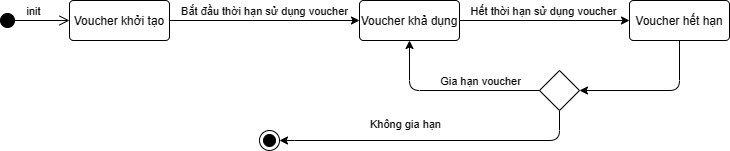 init
Voucher khởi tạo
Bắt đầu thời hạn sử dụng voucher
Voucher khả dụng
Hết thời hạn sử dụng voucher
Voucher hết hạn
Gia hạn voucher
Không gia hạn